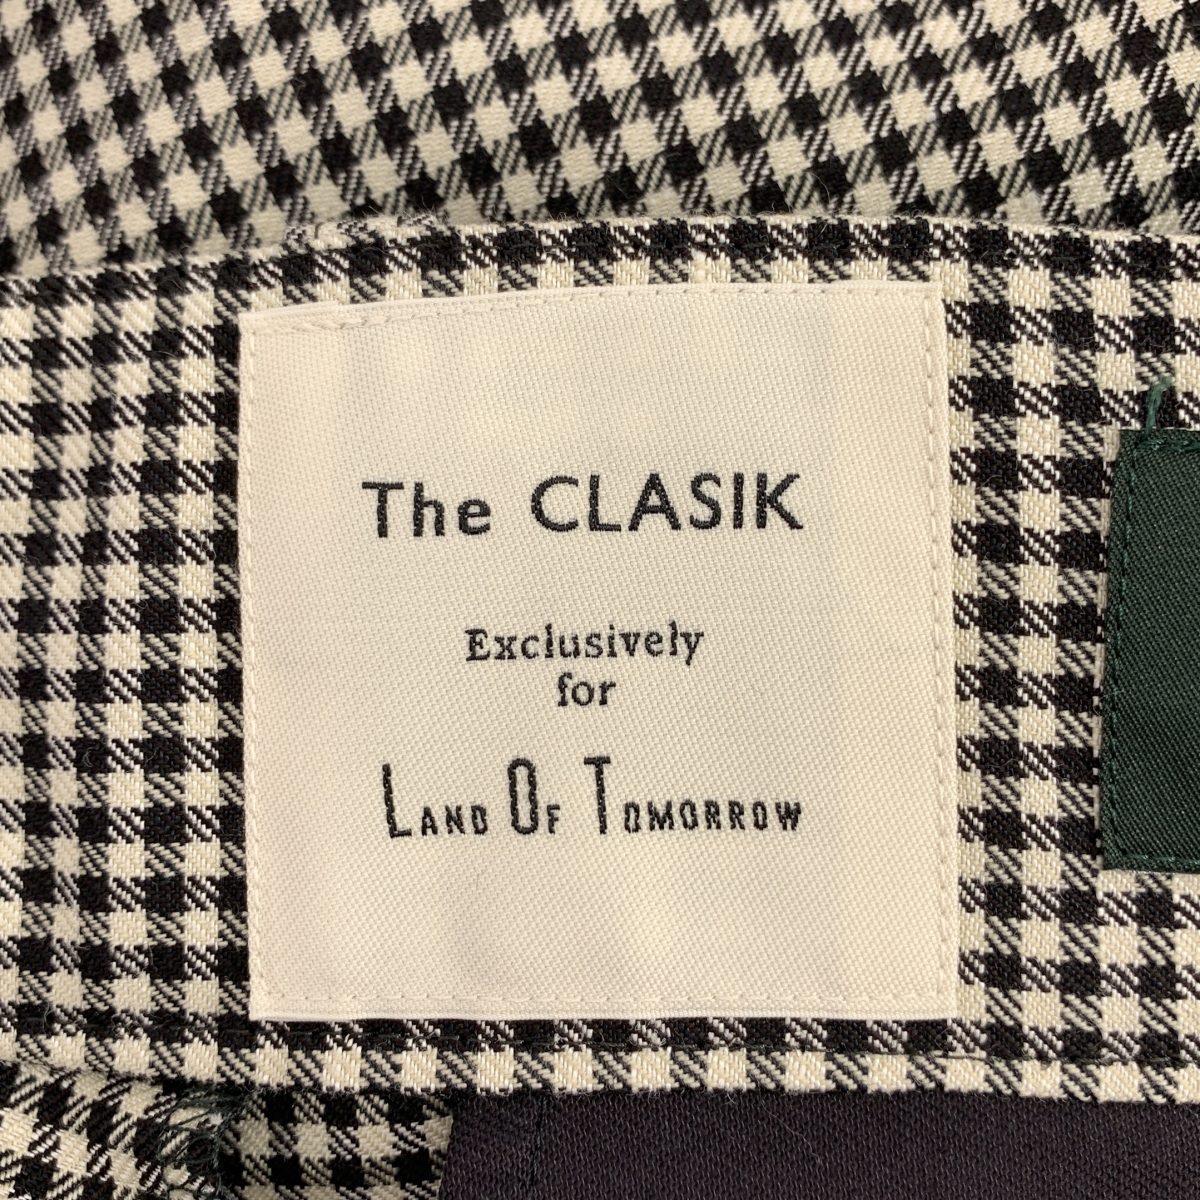 The CLASIK
Exclusively
for
LAND OF TOMORROW